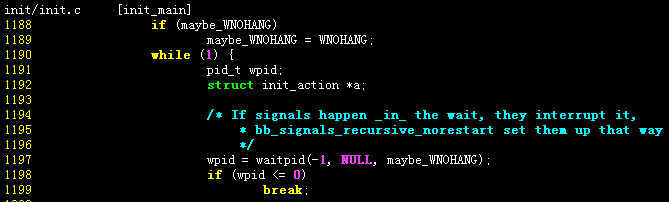 init/init.c     [init_main]
1188                if (maybe_WNOHANG)
1189                        maybe_WNOHANG = WNOHANG;
1190                while (1) {
1191                        pid_t wpid;
1192                        struct init_action *a;
1193
1194                        /* If signals happen _in_ the wait, they interrupt it,
1195                         * bb_signals_recursive_norestart set them up that way
1196                         */
1197                        wpid = waitpid(-1, NULL, maybe_WNOHANG);
1198                        if (wpid <= 0)
1199                                break;